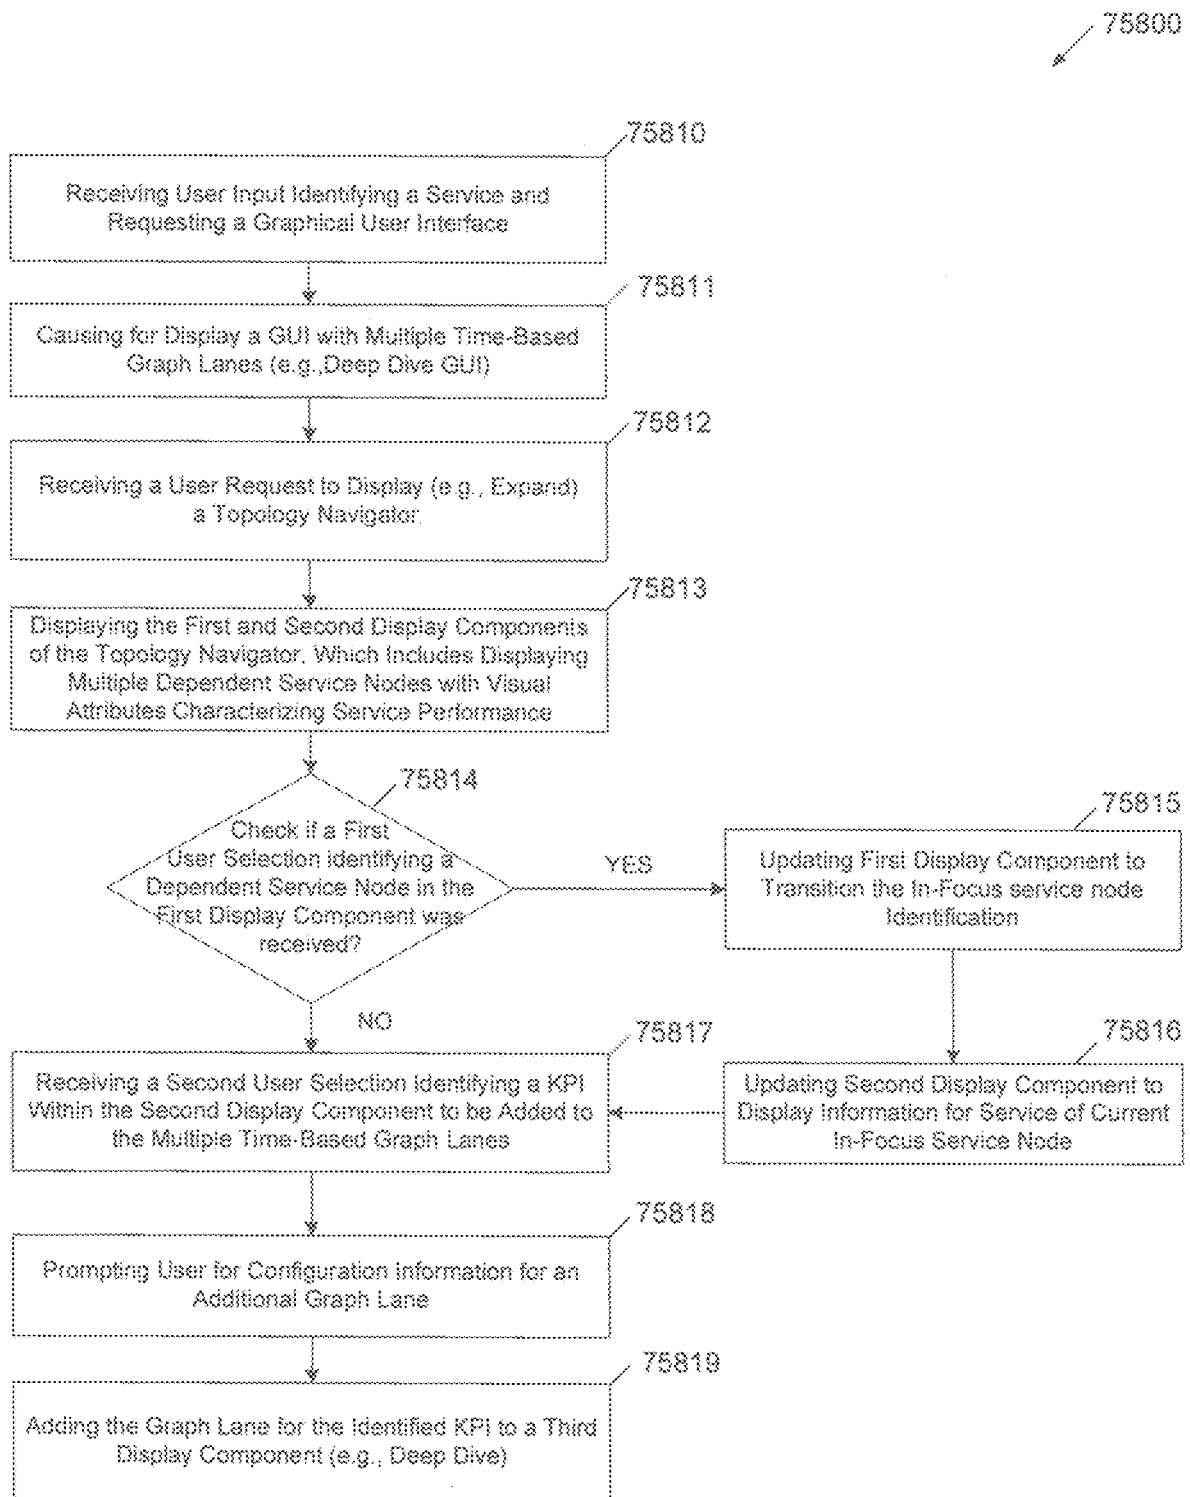 75800
75810
Receiving User Input Identifying a Service and
Requesting a Graphical User Interface
75811
Causing for Display a GUI with Multiple Time-Based
Graph Lanes (e.g.,Deep Dive GUI)
75812
Receiving a User Request to Display (e.g., Expand)
a Topology Navigator.
75813
Displaying the First and Second Display Components
of the Topology Navigator, Which Includes Displaying
Multiple Dependent Service Nodes with Visual
Attributes Characterizing Service Performance
75814
Check if a First
User Selection identifying a
Dependent Service Node in the
First Display Component was
received?
YES
75815
Updating First Display Component to
Transition the In-Focus service node
Identification
NO
75817
Receiving a Second User Selection Identifying a KPI
Within the Second Display Component to be Added to
the Multiple Time-Based Graph Lanes
75816
Updating Second Display Component to
Display Information for Service of Current
In-Focus Service Node
75818
Prompting User for Configuration Information for an
Additional Graph Lane
75819
Adding the Graph Lane for the Identified KPI to a Third
Display Component (e.g., Deep Dive)